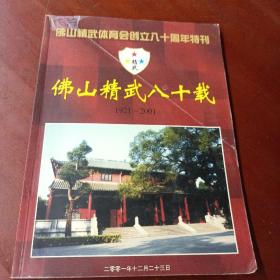 佛山精武体育会创立八十周年特刊
精武
佛山精武八十载
1921—2001
二零零一年十二月二十三日